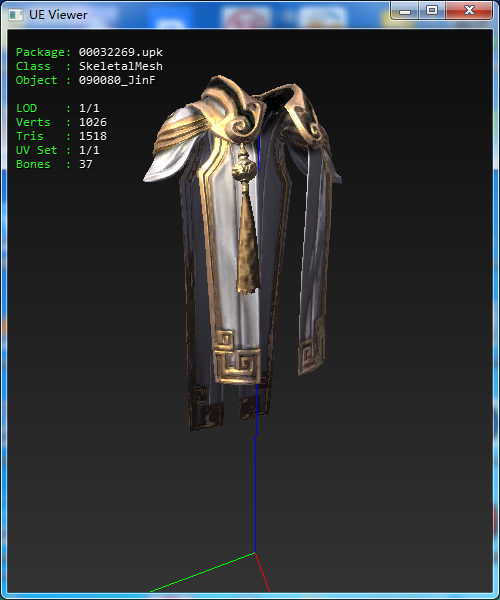 UE Viewer
Package: 00032269.upk
Class : SkeletalMesh
Object : 090080_JinF
LOD : 1/1
Verts : 1026
Tris : 1518
UV Set : 1/1
Bones : 37